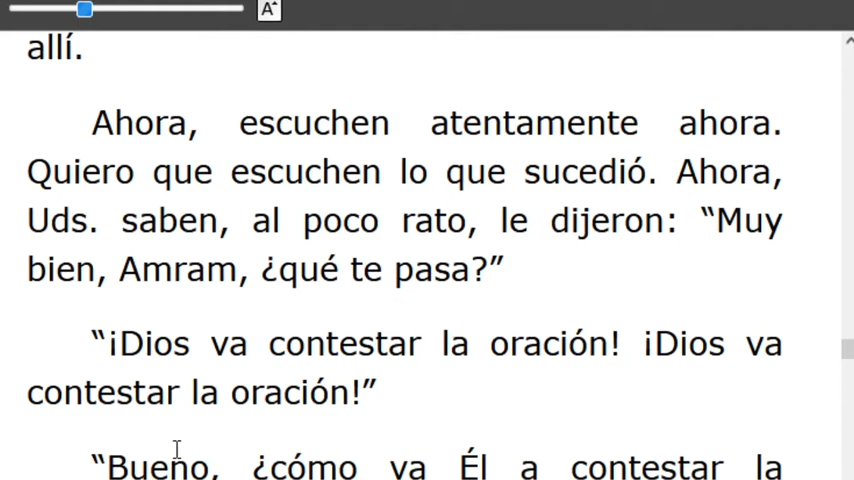 A
allí.
Ahora, escuchen atentamente ahora.
Quiero que escuchen lo que sucedió. Ahora,
Uds. saben, al poco rato, le dijeron: “Muy
bien, Amram, ¿qué te pasa?”
“¡Dios va contestar la oración! ¡Dios va
contestar la oración!”
“Bueno, ¿cómo va Él a contestar la